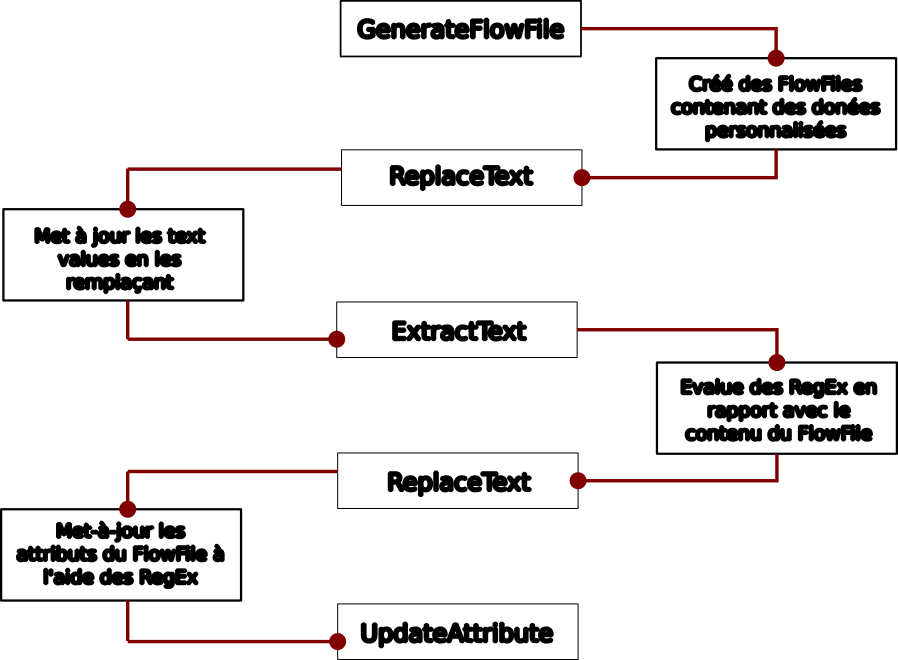 GenerateFlowFile
Créé des FlowFiles
contenant des donées
personnalisées
ReplaceText
Met à jour les text
values en les
remplaçant
ExtractText
Evalue des RegEx en
rapport avec le
contenu du FlowFile
ReplaceText
Met-à-jour les
attributs du FlowFile à
l'aide des RegEx
UpdateAttribute